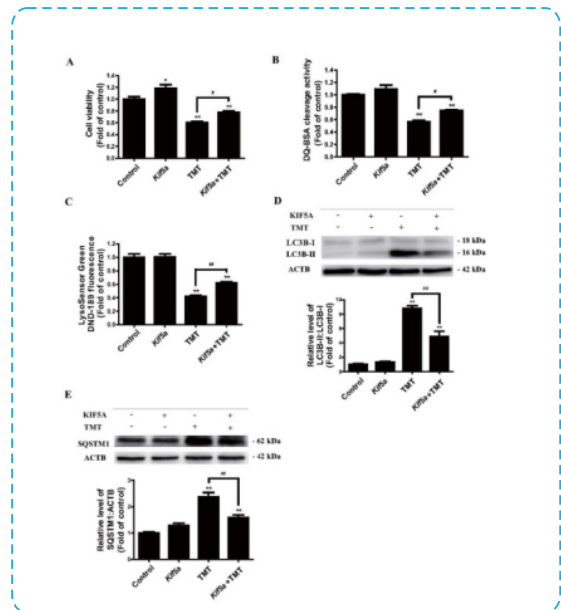 A
Cell viability
(Fold of control)
1.4
1.2
1.0
0.8
0.6
0.4
0.2
0.0
*
**
#
**
Control
Kif5a
TMT
Kif5a+TMT
B
DQ-BSA cleavage activity
(Fold of control)
1.4
1.2
1.0
0.8
0.6
0.4
0.2
0.0
**
#
**
Control
Kif5a
TMT
Kif5a+TMT
C
LysoSensor Green
DND-189 fluorescence
(Fold of control)
1.2
1.0
0.8
0.6
0.4
0.2
0.0
**
##
**
Control
Kif5a
TMT
Kif5a+TMT
D
KIF5A - + - +
TMT - - + +
LC3B-I - 18 kDa
LC3B-II - 16 kDa
ACTB - 42 kDa
Relative level of
LC3B-II:LC3B-I
(Fold of control)
10
8
6
4
2
0
**
##
**
Control
Kif5a
TMT
Kif5a+TMT
E
KIF5A - + - +
TMT - - + +
SQSTM1 - 62 kDa
ACTB - 42 kDa
Relative level of
SQSTM1:ACTB
(Fold of control)
3
2
1
0
**
##
**
Control
Kif5a
TMT
Kif5a+TMT